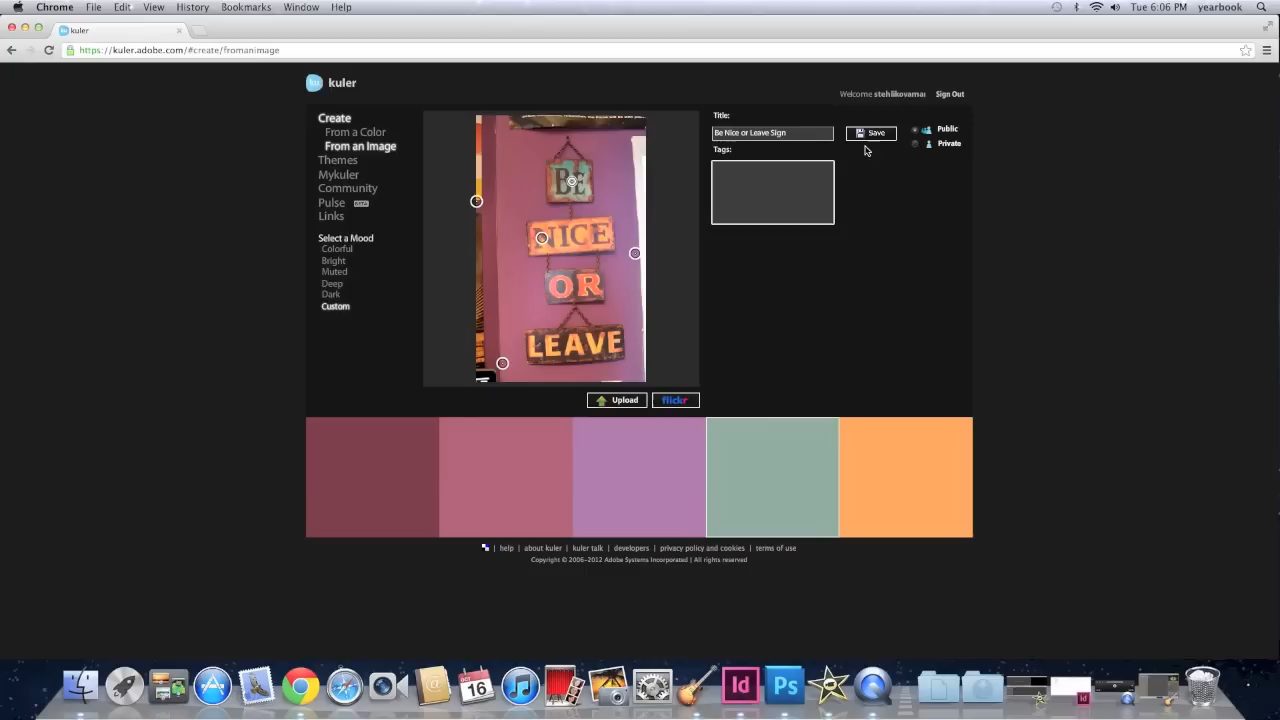 Chrome File Edit View History Bookmarks Window Help Tue 6:06 PM yearbook
kuler
https://kuler.adobe.com/#create/fromanimage
ku kuler
Welcome stehlikovamar Sign Out
Create
From a Color
From an Image
Themes
Mykuler
Community
Pulse BETA
Links
Select a Mood
Colorful
Bright
Muted
Deep
Dark
Custom
BE
NICE
OR
LEAVE
Upload flickr
Title:
Be Nice or Leave Sign
Save
Public
Private
Tags:
help | about kuler | kuler talk | developers | privacy policy and cookies | terms of use
Copyright © 2006-2012 Adobe Systems Incorporated | All rights reserved
OCT
16
Id
Ps